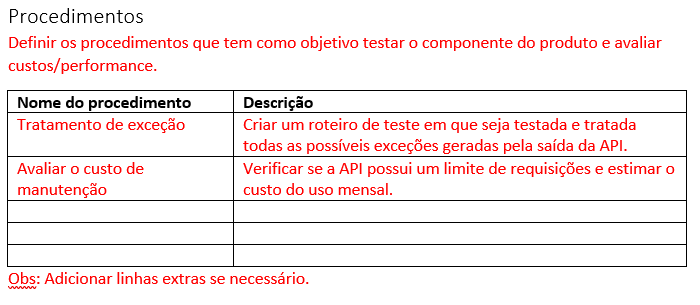 Procedimentos
Definir os procedimentos que tem como objetivo testar o componente do produto e avaliar
custos/performance.
Nome do procedimento Descrição
Tratamento de exceção Criar um roteiro de teste em que seja testada e tratada
todas as possíveis exceções geradas pela saída da API.
Avaliar o custo de Verificar se a API possui um limite de requisições e estimar o
manutenção custo do uso mensal.
Obs: Adicionar linhas extras se necessário.